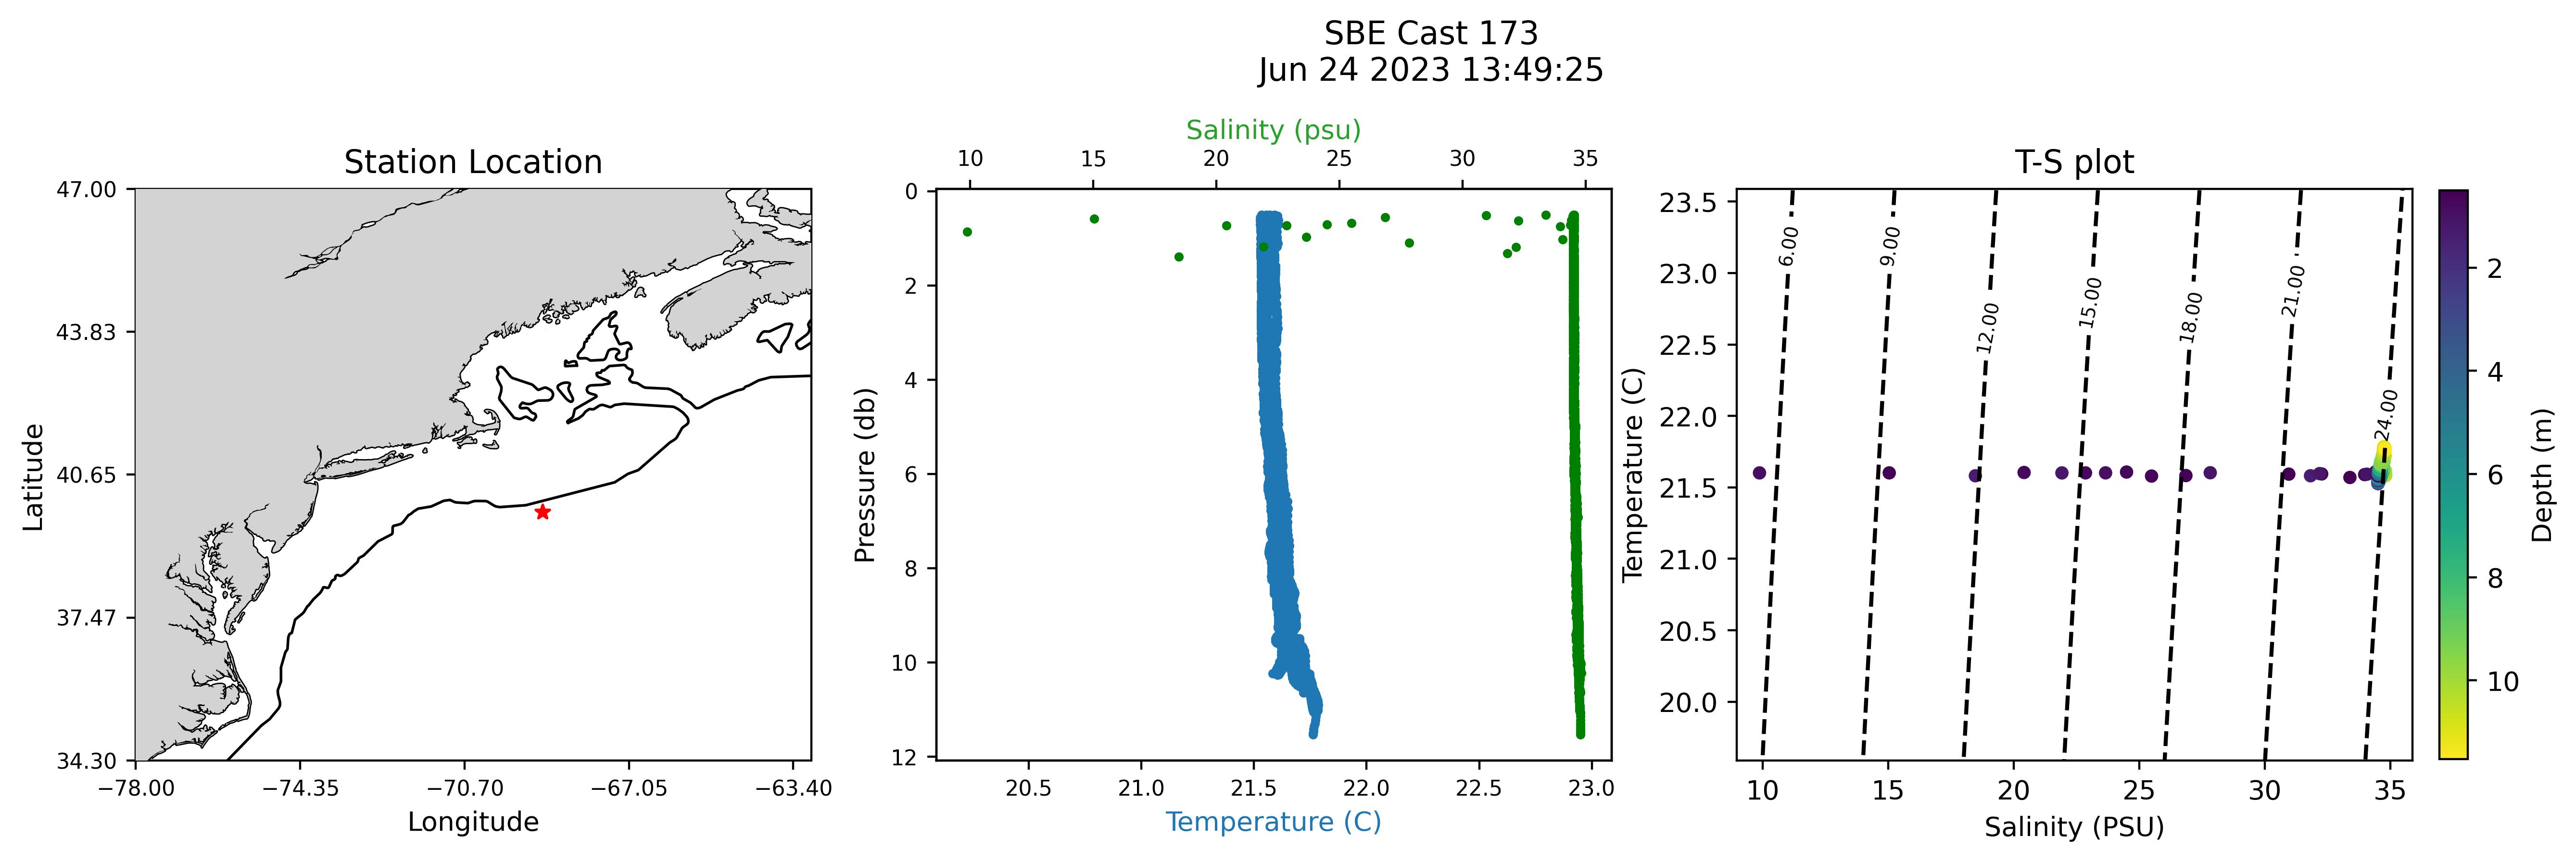 SBE Cast 173
Jun 24 2023 13:49:25
Station Location
47.00
43.83
40.65
37.47
34.30
Latitude
−78.00 −74.35 −70.70 −67.05 −63.40
Longitude
Salinity (psu)
10 15 20 25 30 35
0
2
4
6
8
10
12
Pressure (db)
20.5 21.0 21.5 22.0 22.5 23.0
Temperature (C)
T-S plot
23.5
23.0
22.5
22.0
21.5
21.0
20.5
20.0
Temperature (C)
6.00 9.00 12.00 15.00 18.00 21.00 24.00
10 15 20 25 30 35
Salinity (PSU)
2
4
6
8
10
Depth (m)